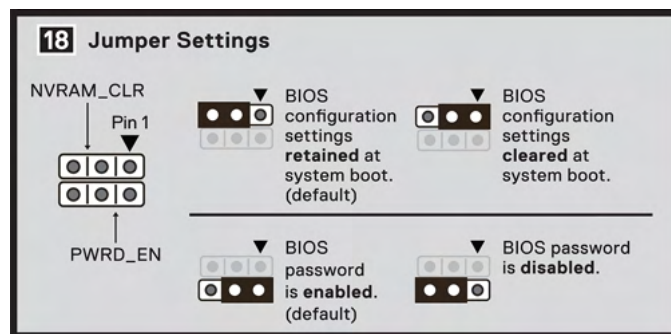 18 Jumper Settings
NVRAM_CLR
Pin 1
PWRD_EN
BIOS
configuration
settings
retained at
system boot.
(default)
BIOS
configuration
settings
cleared at
system boot.
BIOS
password
is enabled.
(default)
BIOS password
is disabled.